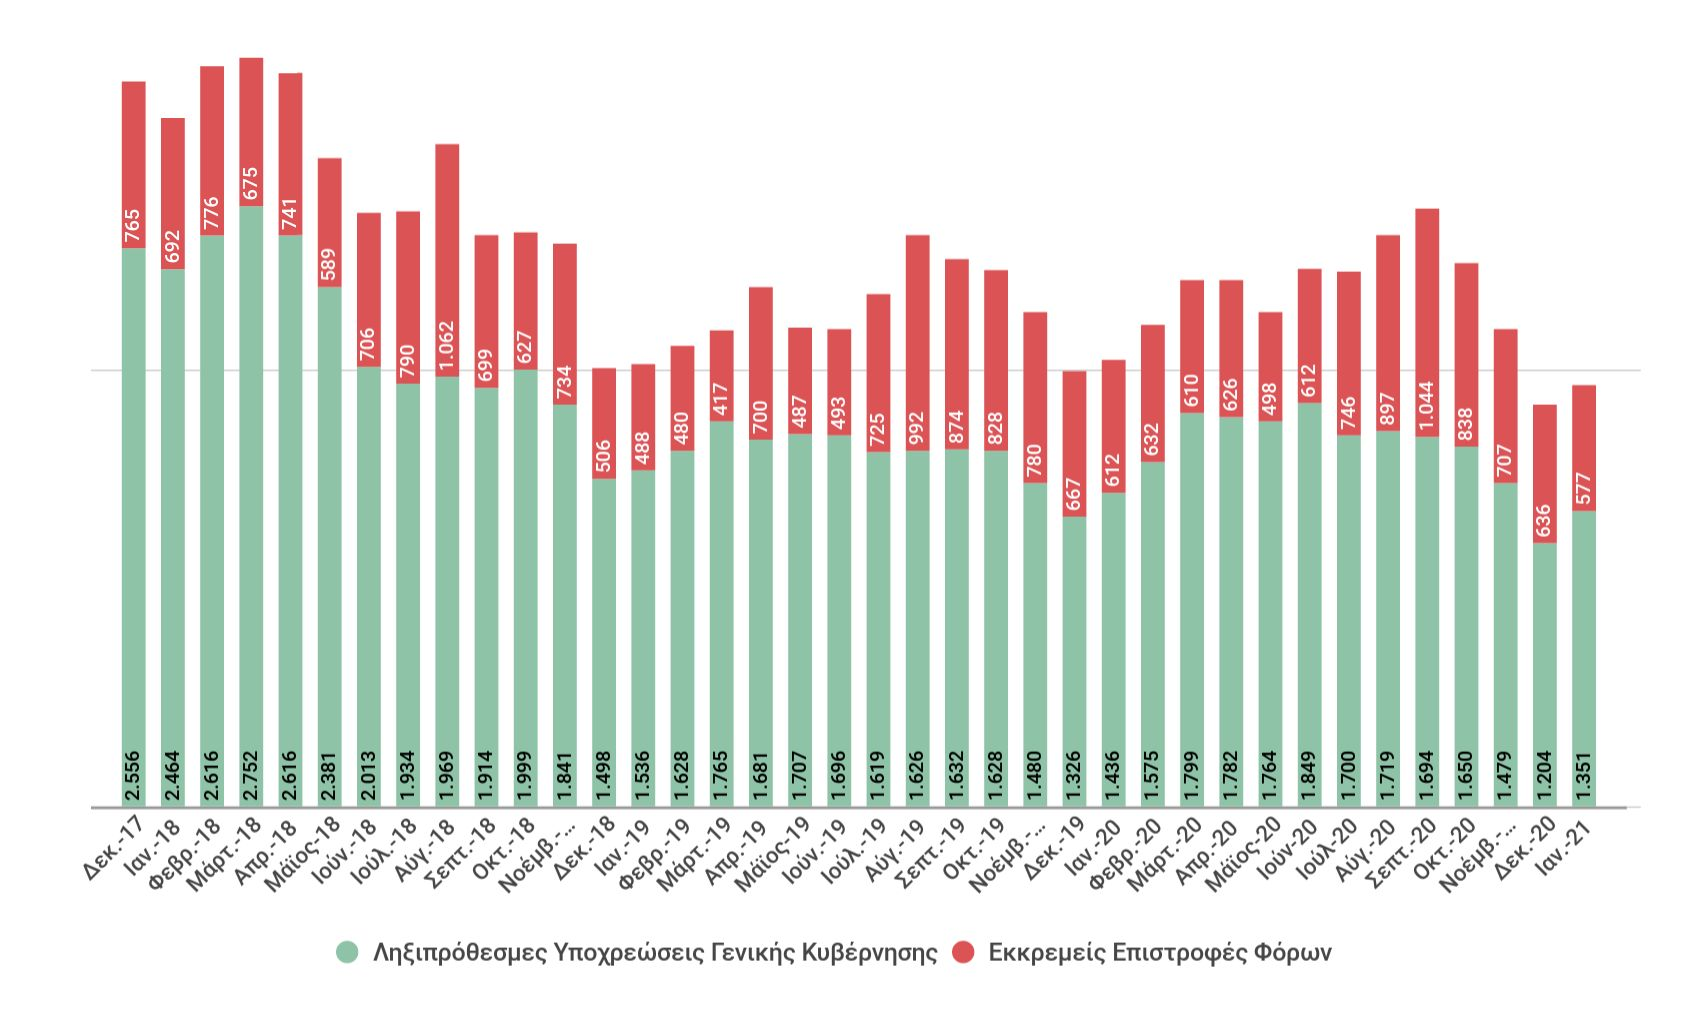 765
692
776
675
741
589
706
790
1.062
699
627
734
506
488
480
417
700
487
493
725
992
874
828
780
667
612
632
610
626
498
612
746
897
1.044
838
707
636
577
2.556
2.464
2.616
2.752
2.616
2.381
2.013
1.934
1.969
1.914
1.999
1.841
1.498
1.536
1.628
1.765
1.681
1.707
1.696
1.619
1.626
1.632
1.628
1.480
1.326
1.436
1.575
1.799
1.782
1.764
1.849
1.700
1.719
1.694
1.650
1.479
1.204
1.351
Δεκ.-17
Ιαν.-18
Φεβρ.-18
Μάρτ.-18
Απρ.-18
Μάϊος-18
Ιούν.-18
Ιούλ.-18
Αύγ.-18
Σεπτ.-18
Οκτ.-18
Νοέμβ.-...
Δεκ.-18
Ιαν.-19
Φεβρ.-19
Μάρτ.-19
Απρ.-19
Μάϊος-19
Ιούν.-19
Ιούλ.-19
Αύγ.-19
Σεπτ.-19
Οκτ.-19
Νοέμβ.-...
Δεκ.-19
Ιαν.-20
Φεβρ.-20
Μάρτ.-20
Απρ.-20
Μάϊος-20
Ιούν-20
Ιούλ-20
Αύγ.-20
Σεπτ.-20
Οκτ.-20
Νοέμβ.-...
Δεκ.-20
Ιαν.-21
Ληξιπρόθεσμες Υποχρεώσεις Γενικής Κυβέρνησης
Εκκρεμείς Επιστροφές Φόρων